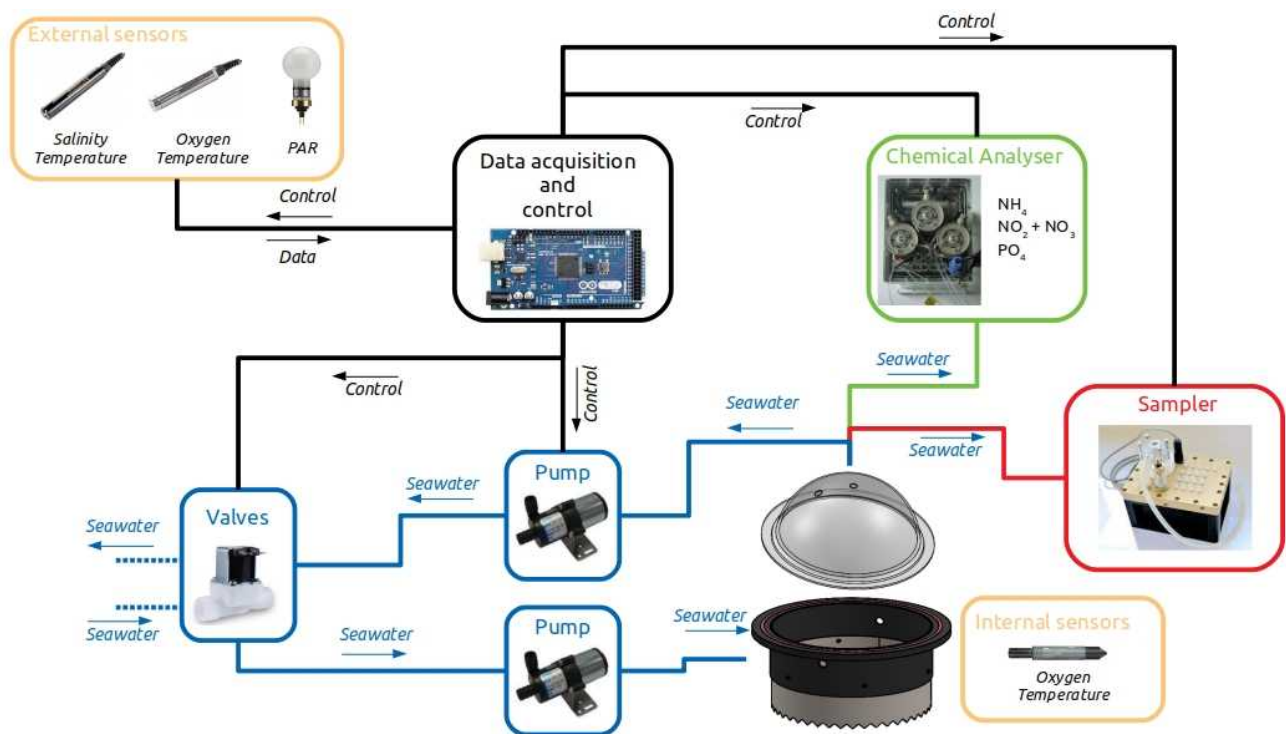 External sensors
Salinity
Temperature
Oxygen
Temperature
PAR
Control
Data
Data acquisition
and
control
Control
Control
Chemical Analyser
NH4
NO2 + NO3
PO4
Control
Control
Seawater
Seawater
Seawater
Sampler
Pump
Seawater
Valves
Seawater
Seawater
Seawater
Pump
Seawater
Internal sensors
Oxygen
Temperature